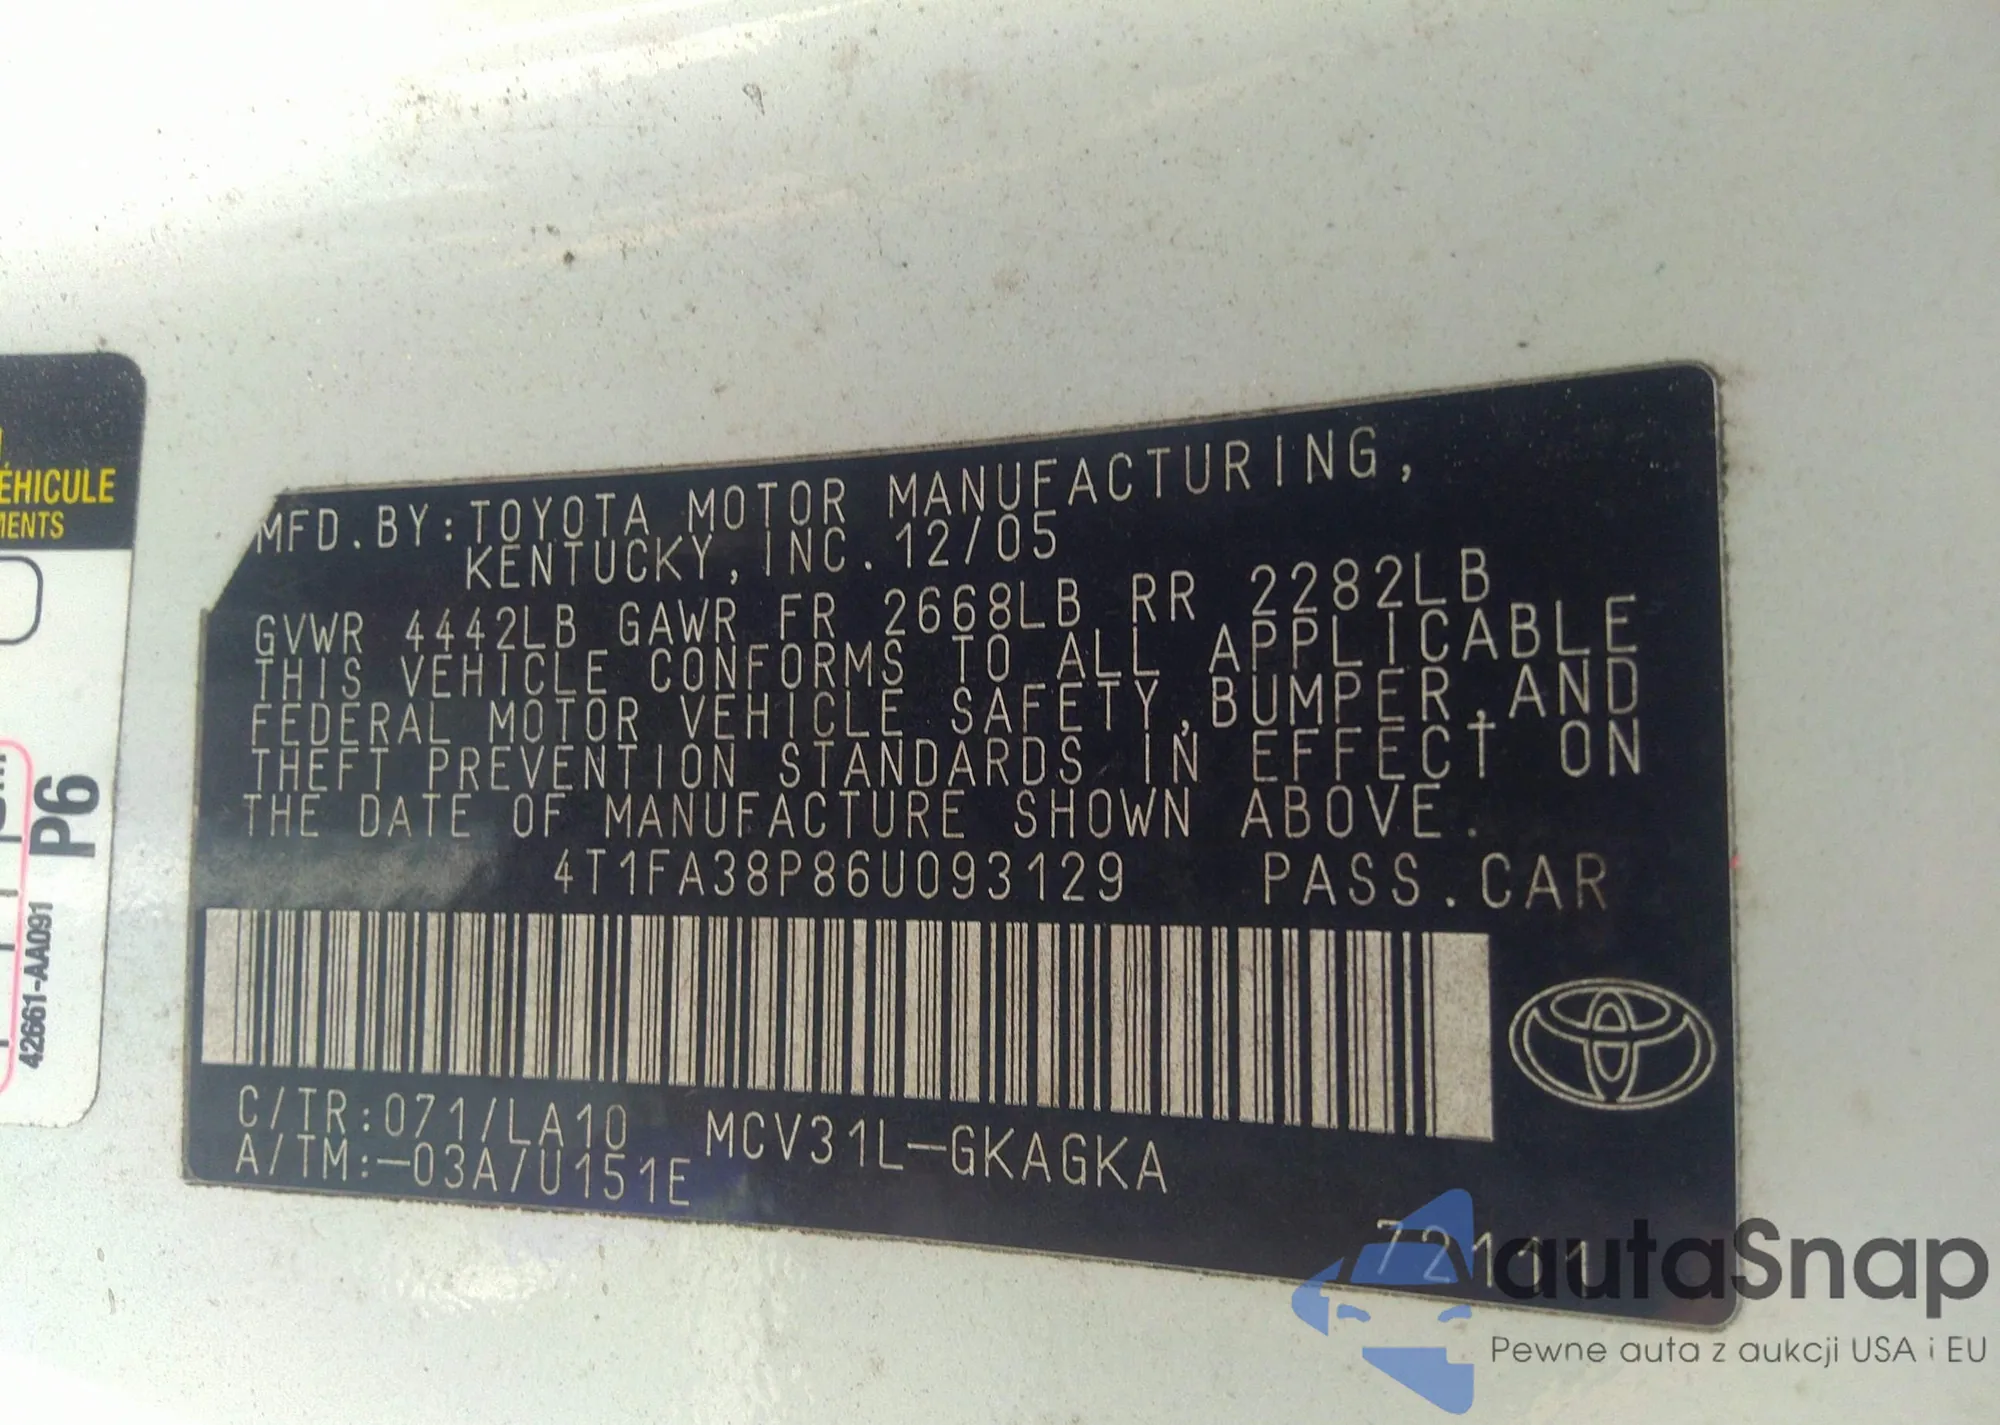 MFD.BY:TOYOTA MOTOR MANUFACTURING,
KENTUCKY,INC.12/05
GVWR 4442LB GAWR FR 2668LB RR 2282LB
THIS VEHICLE CONFORMS TO ALL APPLICABLE
FEDERAL MOTOR VEHICLE SAFETY,BUMPER,AND
THEFT PREVENTION STANDARDS IN EFFECT ON
THE DATE OF MANUFACTURE SHOWN ABOVE.
4T1FA38P86U093129 PASS.CAR
C/TR:071/LA10 MCV31L-GKAGKA
A/TM:-03A/U151E
72111
ÉHICULE
P6
42661-AA091
autaSnap
Pewne auta z aukcji USA i EU